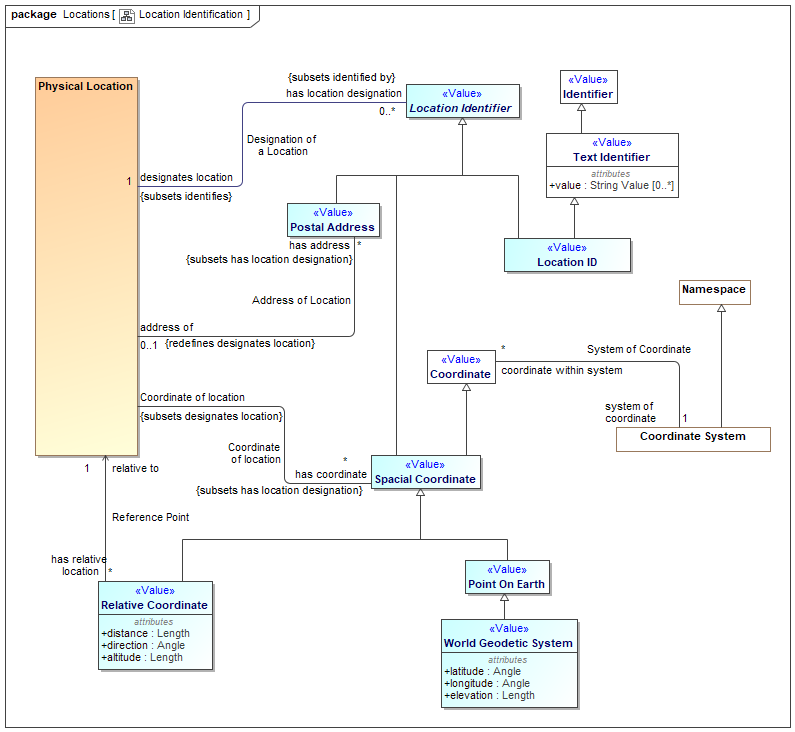 package Locations [ Location Identification ]
Physical Location
{subsets identified by}
has location designation
0..*
«Value»
Location Identifier
«Value»
Identifier
Designation of
a Location
«Value»
Text Identifier
attributes
+value : String Value [0..*]
1
designates location
{subsets identifies}
«Value»
Postal Address
has address *
{subsets has location designation}
«Value»
Location ID
Namespace
Address of Location
address of
0..1 {redefines designates location}
«Value»
Coordinate
*
coordinate within system
System of Coordinate
system of
coordinate
1
Coordinate System
Coordinate of location
{subsets designates location}
Coordinate
of location
*
has coordinate
{subsets has location designation}
«Value»
Spacial Coordinate
1
relative to
Reference Point
has relative
location *
«Value»
Relative Coordinate
attributes
+distance : Length
+direction : Angle
+altitude : Length
«Value»
Point On Earth
«Value»
World Geodetic System
attributes
+latitude : Angle
+longitude : Angle
+elevation : Length